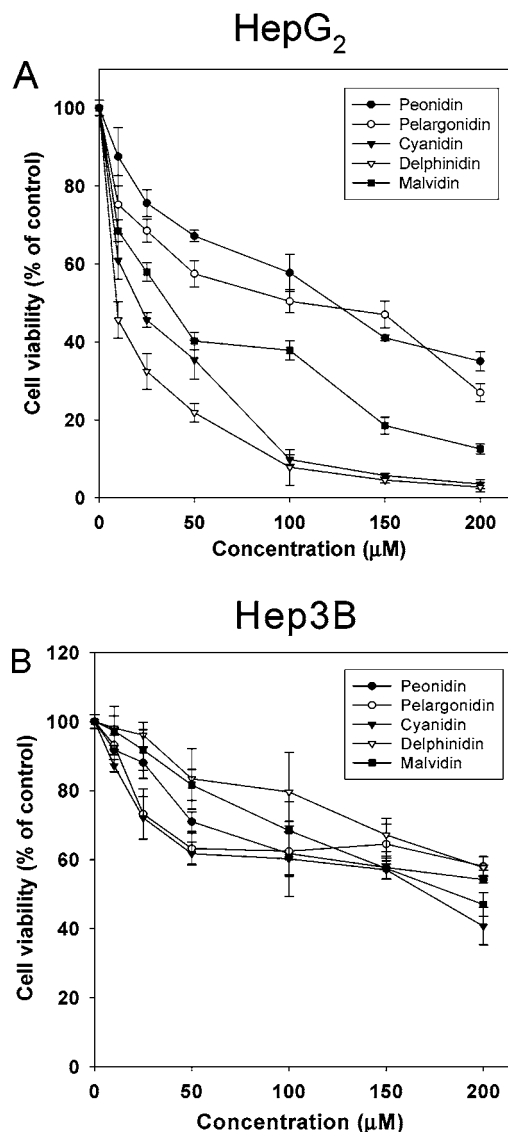 HepG₂
A
Peonidin
Pelargonidin
Cyanidin
Delphinidin
Malvidin
Cell viability (% of control)
100
80
60
40
20
0
0 50 100 150 200
Concentration (μM)
Hep3B
B
Peonidin
Pelargonidin
Cyanidin
Delphinidin
Malvidin
Cell viability (% of control)
120
100
80
60
40
20
0
0 50 100 150 200
Concentration (μM)